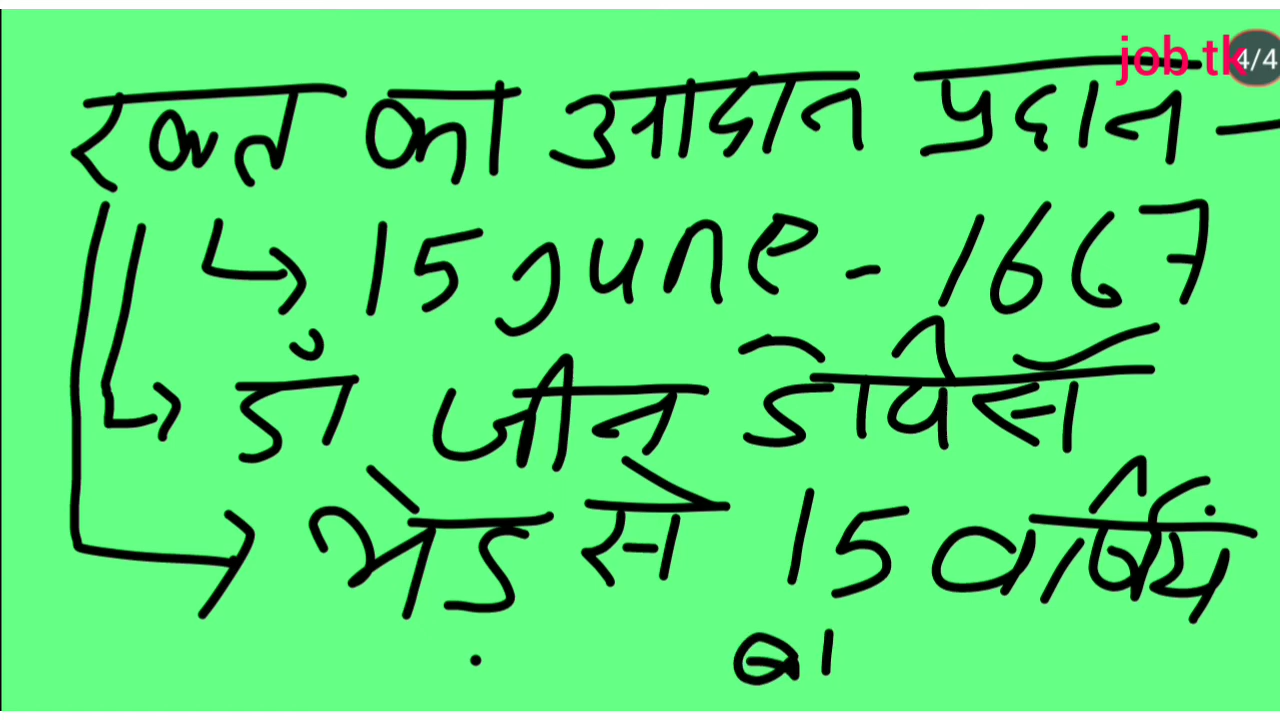 job tk 4/4
रक्त का आदान प्रदान -
15 June - 1667
डॉ जीन डेविस
भेड से 15 वर्षिय
बा